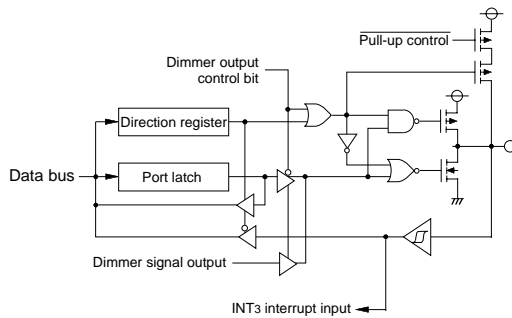 Pull-up control
Dimmer output
control bit
Direction register
Data bus
Port latch
Dimmer signal output
INT3 interrupt input